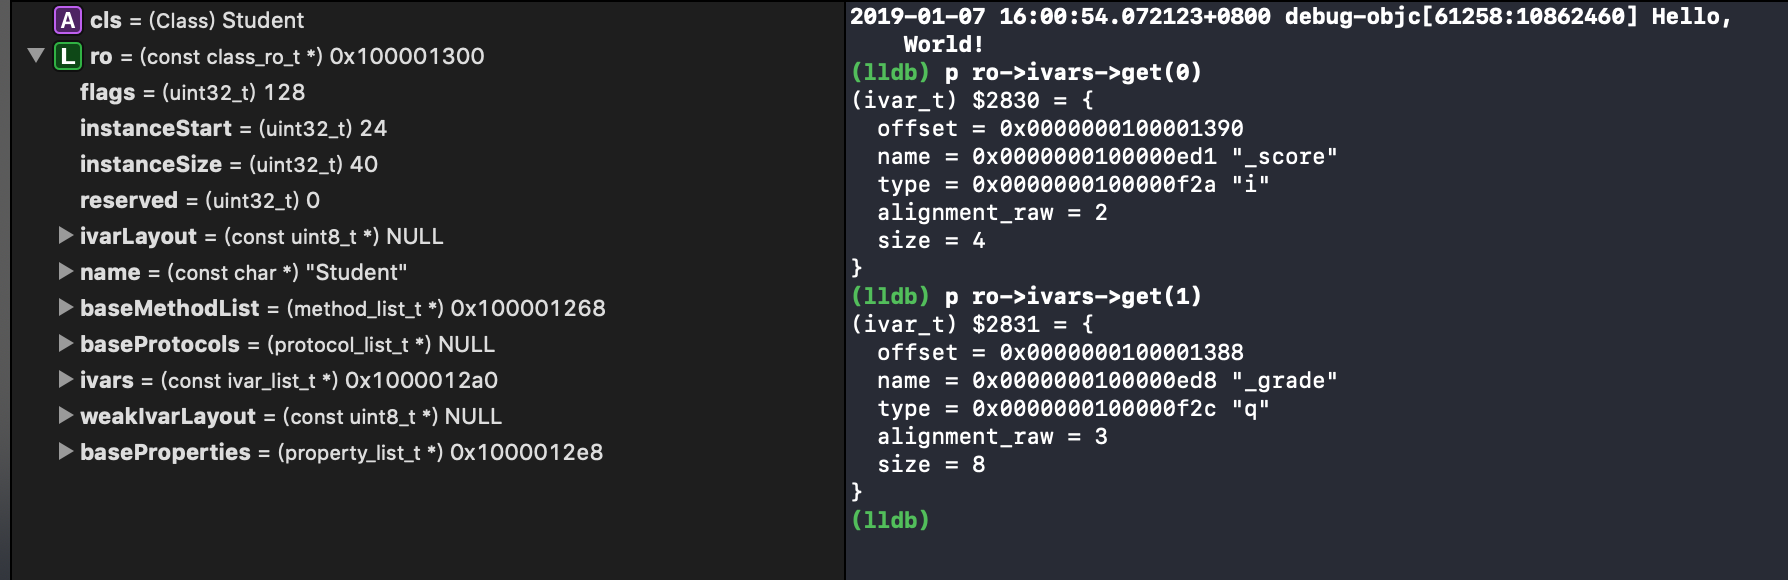 A cls = (Class) Student
L ro = (const class_ro_t *) 0x100001300
flags = (uint32_t) 128
instanceStart = (uint32_t) 24
instanceSize = (uint32_t) 40
reserved = (uint32_t) 0
ivarLayout = (const uint8_t *) NULL
name = (const char *) "Student"
baseMethodList = (method_list_t *) 0x100001268
baseProtocols = (protocol_list_t *) NULL
ivars = (const ivar_list_t *) 0x1000012a0
weakIvarLayout = (const uint8_t *) NULL
baseProperties = (property_list_t *) 0x1000012e8
2019-01-07 16:00:54.072123+0800 debug-objc[61258:10862460] Hello,
World!
(lldb) p ro->ivars->get(0)
(ivar_t) $2830 = {
offset = 0x0000000100001390
name = 0x0000000100000ed1 "_score"
type = 0x0000000100000f2a "i"
alignment_raw = 2
size = 4
}
(lldb) p ro->ivars->get(1)
(ivar_t) $2831 = {
offset = 0x0000000100001388
name = 0x0000000100000ed8 "_grade"
type = 0x0000000100000f2c "q"
alignment_raw = 3
size = 8
}
(lldb)